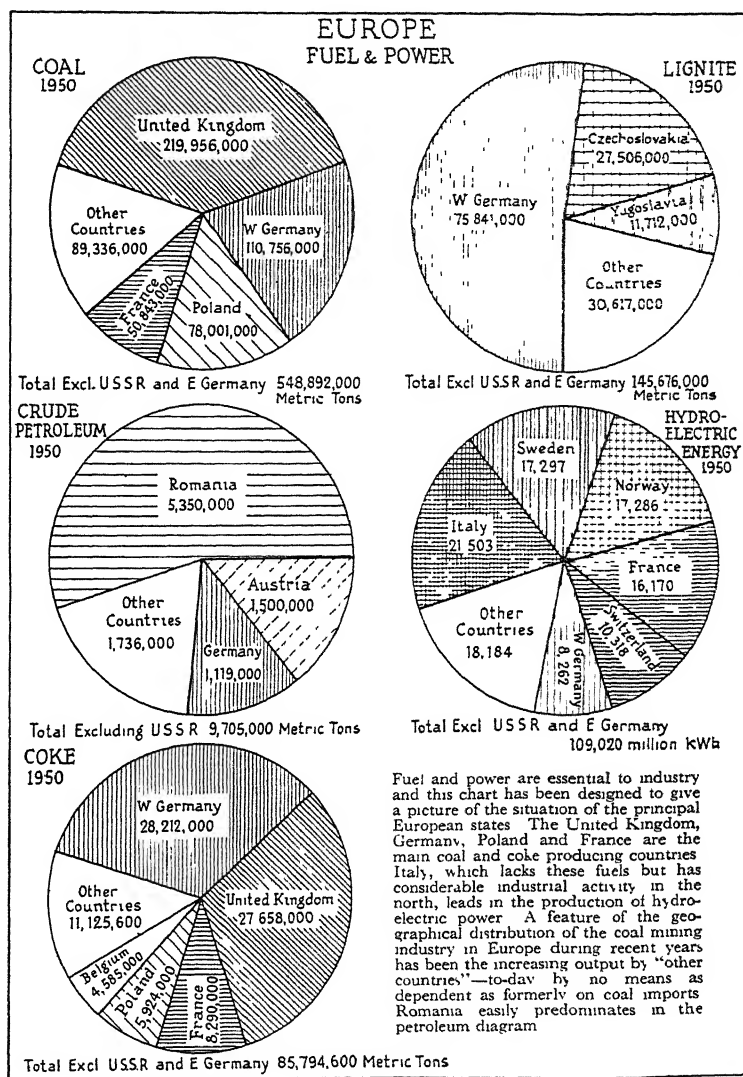 EUROPE
FUEL & POWER
COAL
1950
United Kingdom
219,956,000
W Germany
110,756,000
Poland
78,001,000
France
50,843,000
Other
Countries
89,336,000
Total Excl. USSR and E Germany 548,892,000
Metric Tons
LIGNITE
1950
Czechoslovakia
27,506,000
Yugoslavia
11,712,000
Other
Countries
30,617,000
W Germany
75 841,000
Total Excl U.S.S.R and E Germany 145,676,000
Metric Tons
CRUDE
PETROLEUM
1950
Romania
5,350,000
Austria
1,500,000
Germany
1,119,000
Other
Countries
1,736,000
Total Excluding U S S R 9,705,000 Metric Tons
HYDRO-
ELECTRIC
ENERGY
1950
Sweden
17,297
Norway
17,286
France
16,170
Switzerland
10,318
W Germany
8,262
Other
Countries
18,184
Italy
21 503
Total Excl U S S R and E Germany
109,020 million kWh
COKE
1950
W Germany
28,212,000
United Kingdom
27 658,000
France
8,290,000
Poland
5,924,000
Belgium
4,585,000
Other
Countries
11,125,600
Total Excl U.S.S.R and E Germany 85,794,600 Metric Tons
Fuel and power are essential to industry
and this chart has been designed to give
a picture of the situation of the principal
European states The United Kingdom,
Germany, Poland and France are the
main coal and coke producing countries
Italy, which lacks these fuels but has
considerable industrial activity in the
north, leads in the production of hydro-
electric power A feature of the geo-
graphical distribution of the coal mining
industry in Europe during recent years
has been the increasing output by "other
countries"—to-day by no means as
dependent as formerly on coal imports
Romania easily predominates in the
petroleum diagram